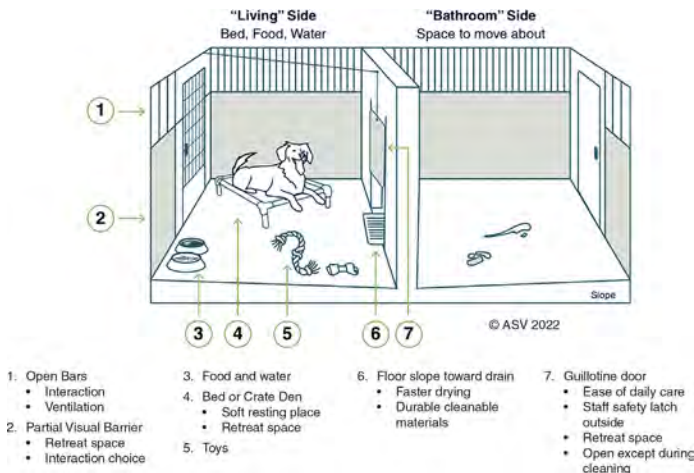 “Living” Side
Bed, Food, Water
“Bathroom” Side
Space to move about
1
2
3
4
5
6
7
Slope
© ASV 2022
1. Open Bars
• Interaction
• Ventilation
2. Partial Visual Barrier
• Retreat space
• Interaction choice
3. Food and water
4. Bed or Crate Den
• Soft resting place
• Retreat space
5. Toys
6. Floor slope toward drain
• Faster drying
• Durable cleanable
materials
7. Guillotine door
• Ease of daily care
• Staff safety latch
outside
• Retreat space
• Open except during
cleaning